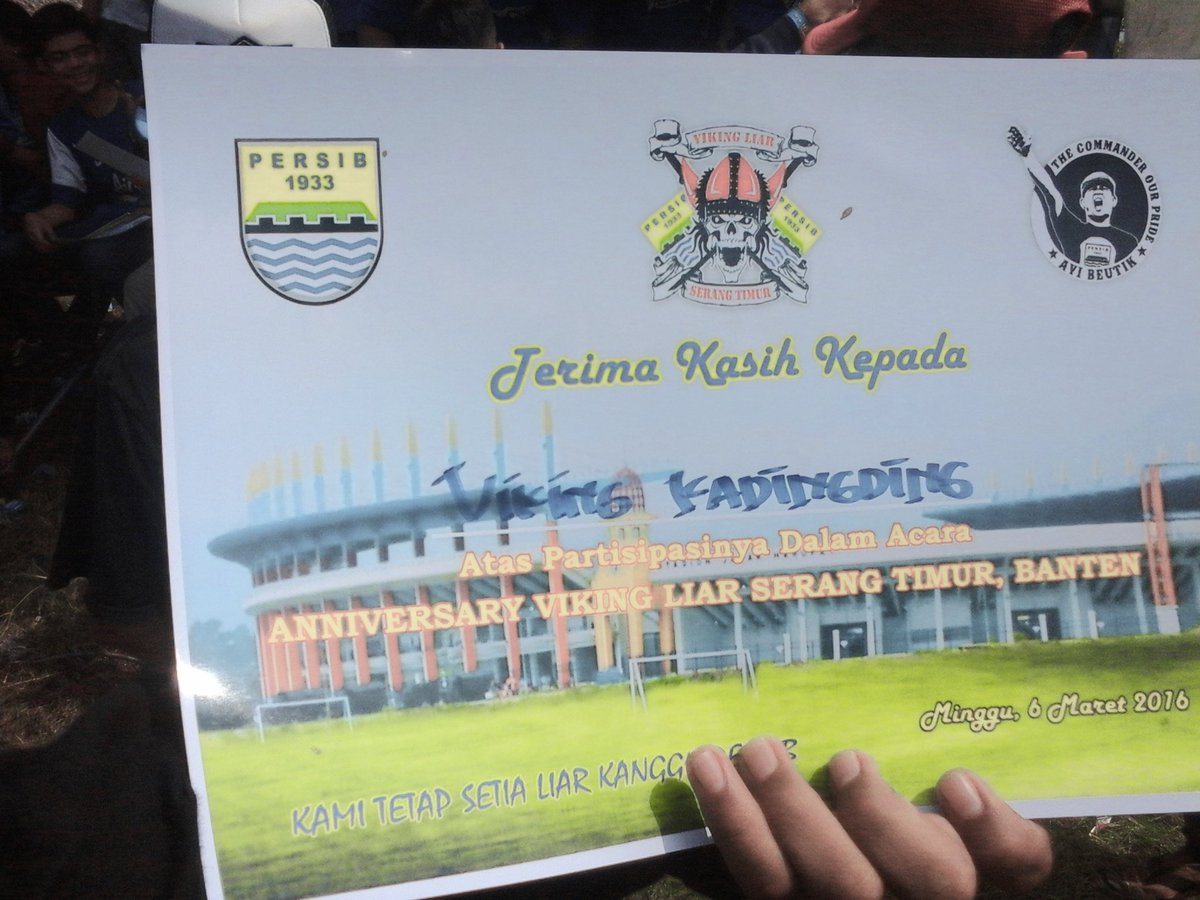 PERSIB
1933
VIKING LIAR
PERSIB
1933
PERSIB
1933
SERANG TIMUR
THE COMMANDER OUR PRIDE
PERSIB
AYI BEUTIK
Terima Kasih Kepada
VIKING KADINGDING
Atas Partisipasinya Dalam Acara
ANNIVERSARY VIKING LIAR SERANG TIMUR, BANTEN
Minggu, 6 Maret 2016
KAMI TETAP SETIA LIAR